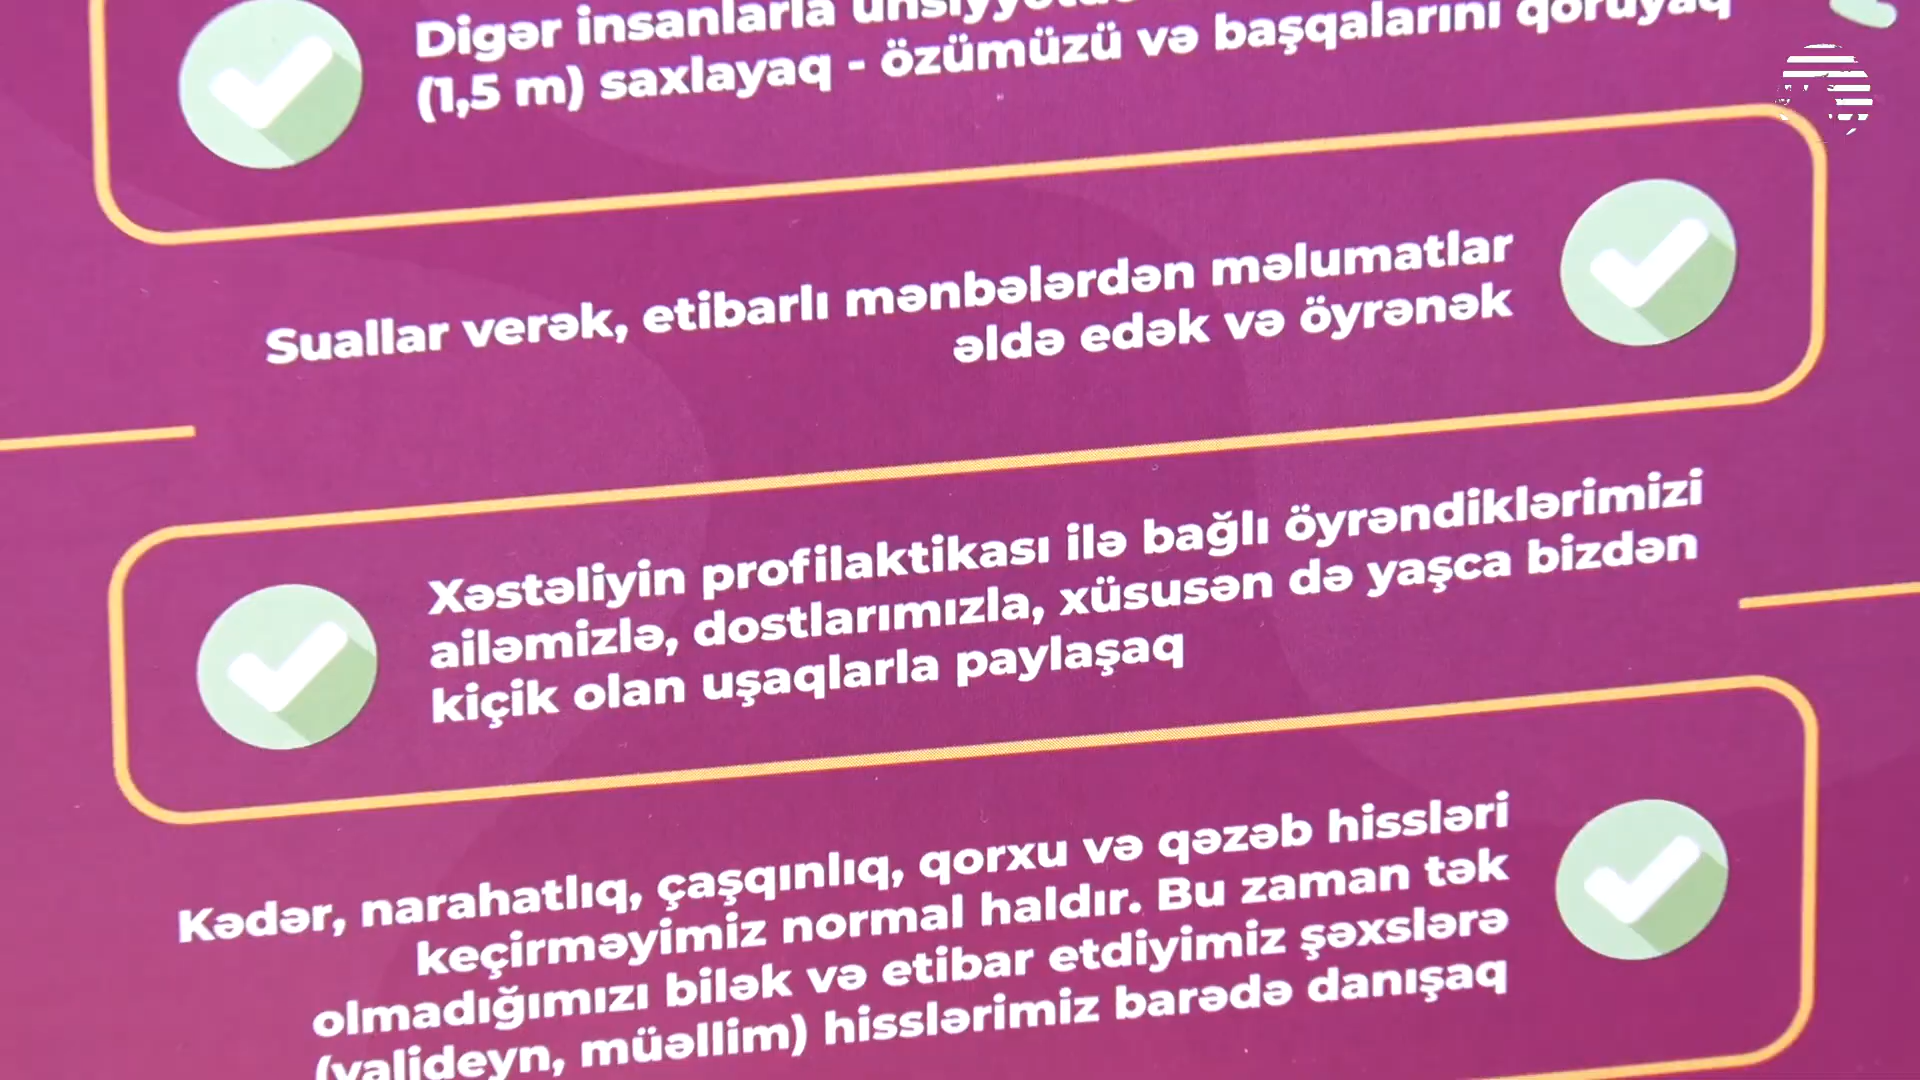 Digər insanlarla
(1,5 m) saxlayaq - özümüzü və başqalarını qoruyaq
Suallar verək, etibarlı mənbələrdən məlumatlar
əldə edək və öyrənək
Xəstəliyin profilaktikası ilə bağlı öyrəndiklərimizi
ailəmizlə, dostlarımızla, xüsusən də yaşca bizdən
kiçik olan uşaqlarla paylaşaq
Kədər, narahatlıq, çaşqınlıq, qorxu və qəzəb hissləri
keçirməyimiz normal haldır. Bu zaman tək
olmadığımızı bilək və etibar etdiyimiz şəxslərə
(valideyn, müəllim) hisslərimiz barədə danışaq